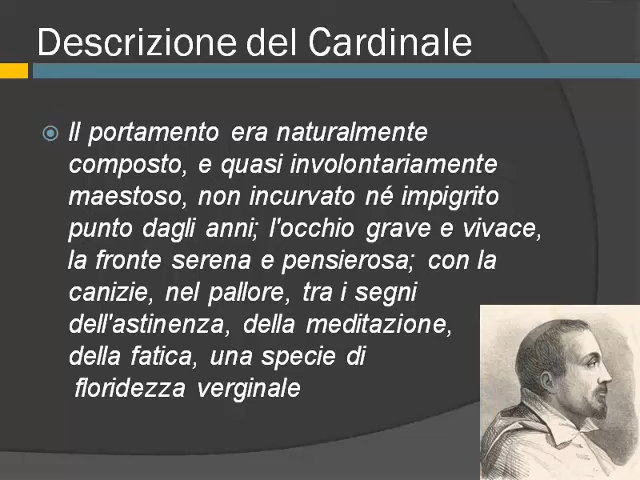 Descrizione del Cardinale
Il portamento era naturalmente
composto, e quasi involontariamente
maestoso, non incurvato né impigrito
punto dagli anni; l'occhio grave e vivace,
la fronte serena e pensierosa; con la
canizie, nel pallore, tra i segni
dell'astinenza, della meditazione,
della fatica, una specie di
floridezza verginale